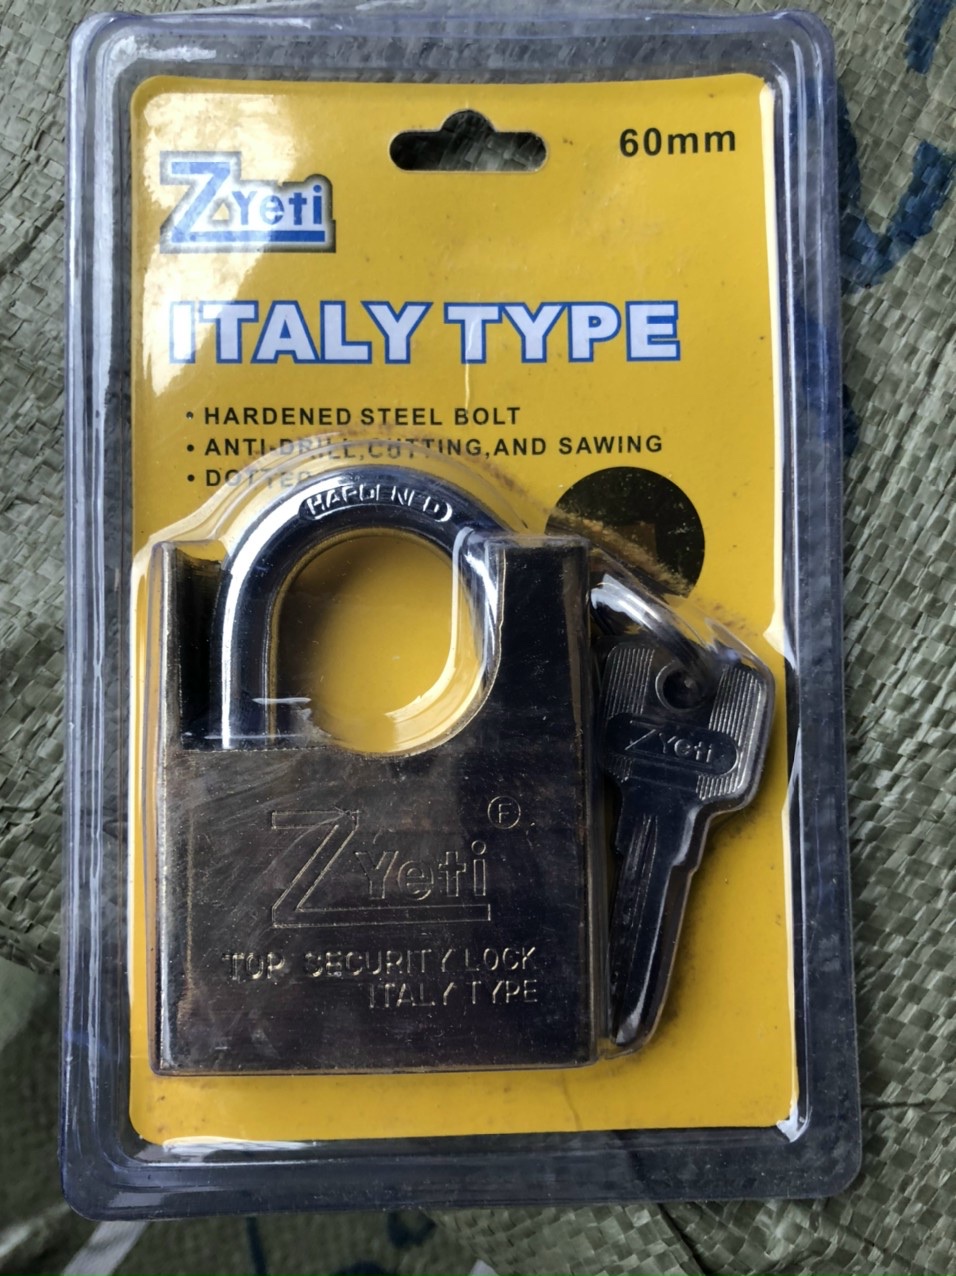 60mm
ZYeti
ITALY TYPE
• HARDENED STEEL BOLT
• ANTI-DRILL,CUTTING,AND SAWING
• DOTTED
HARDENED
ZYeti
Ⓕ
ZYeti
TOP SECURITY LOCK
ITALY TYPE